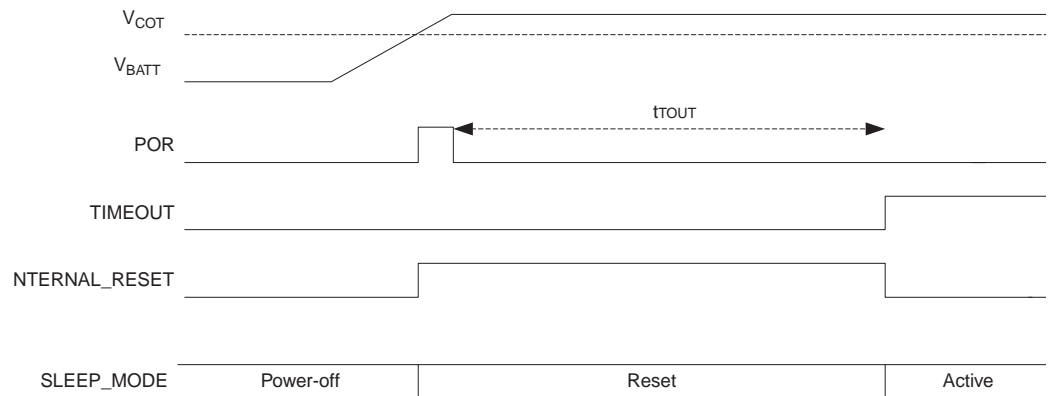 VCOT
VBATT
tTOUT
POR
TIMEOUT
NTERNAL_RESET
SLEEP_MODE Power-off Reset Active